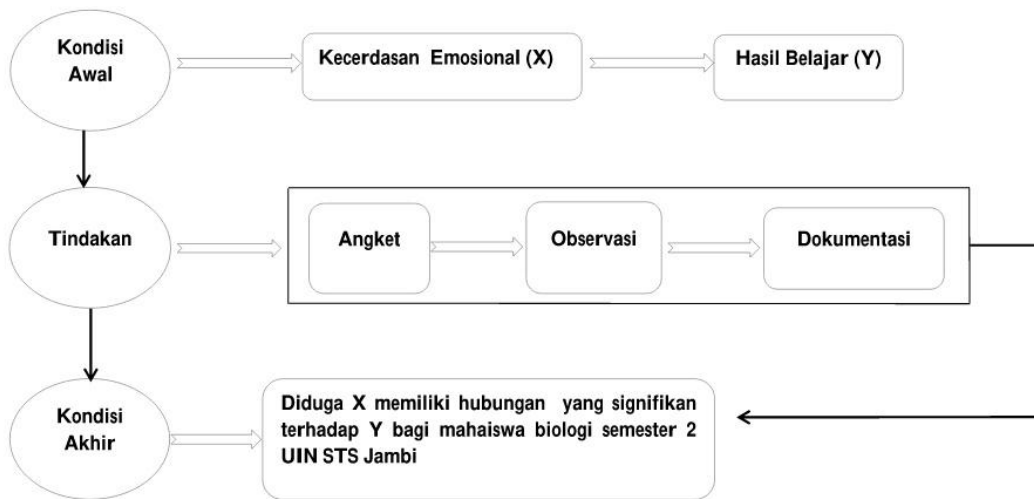 Kondisi
Awal
Kecerdasan Emosional (X)
Hasil Belajar (Y)
Tindakan
Angket
Observasi
Dokumentasi
Kondisi
Akhir
Diduga X memiliki hubungan yang signifikan
terhadap Y bagi mahaiswa biologi semester 2
UIN STS Jambi